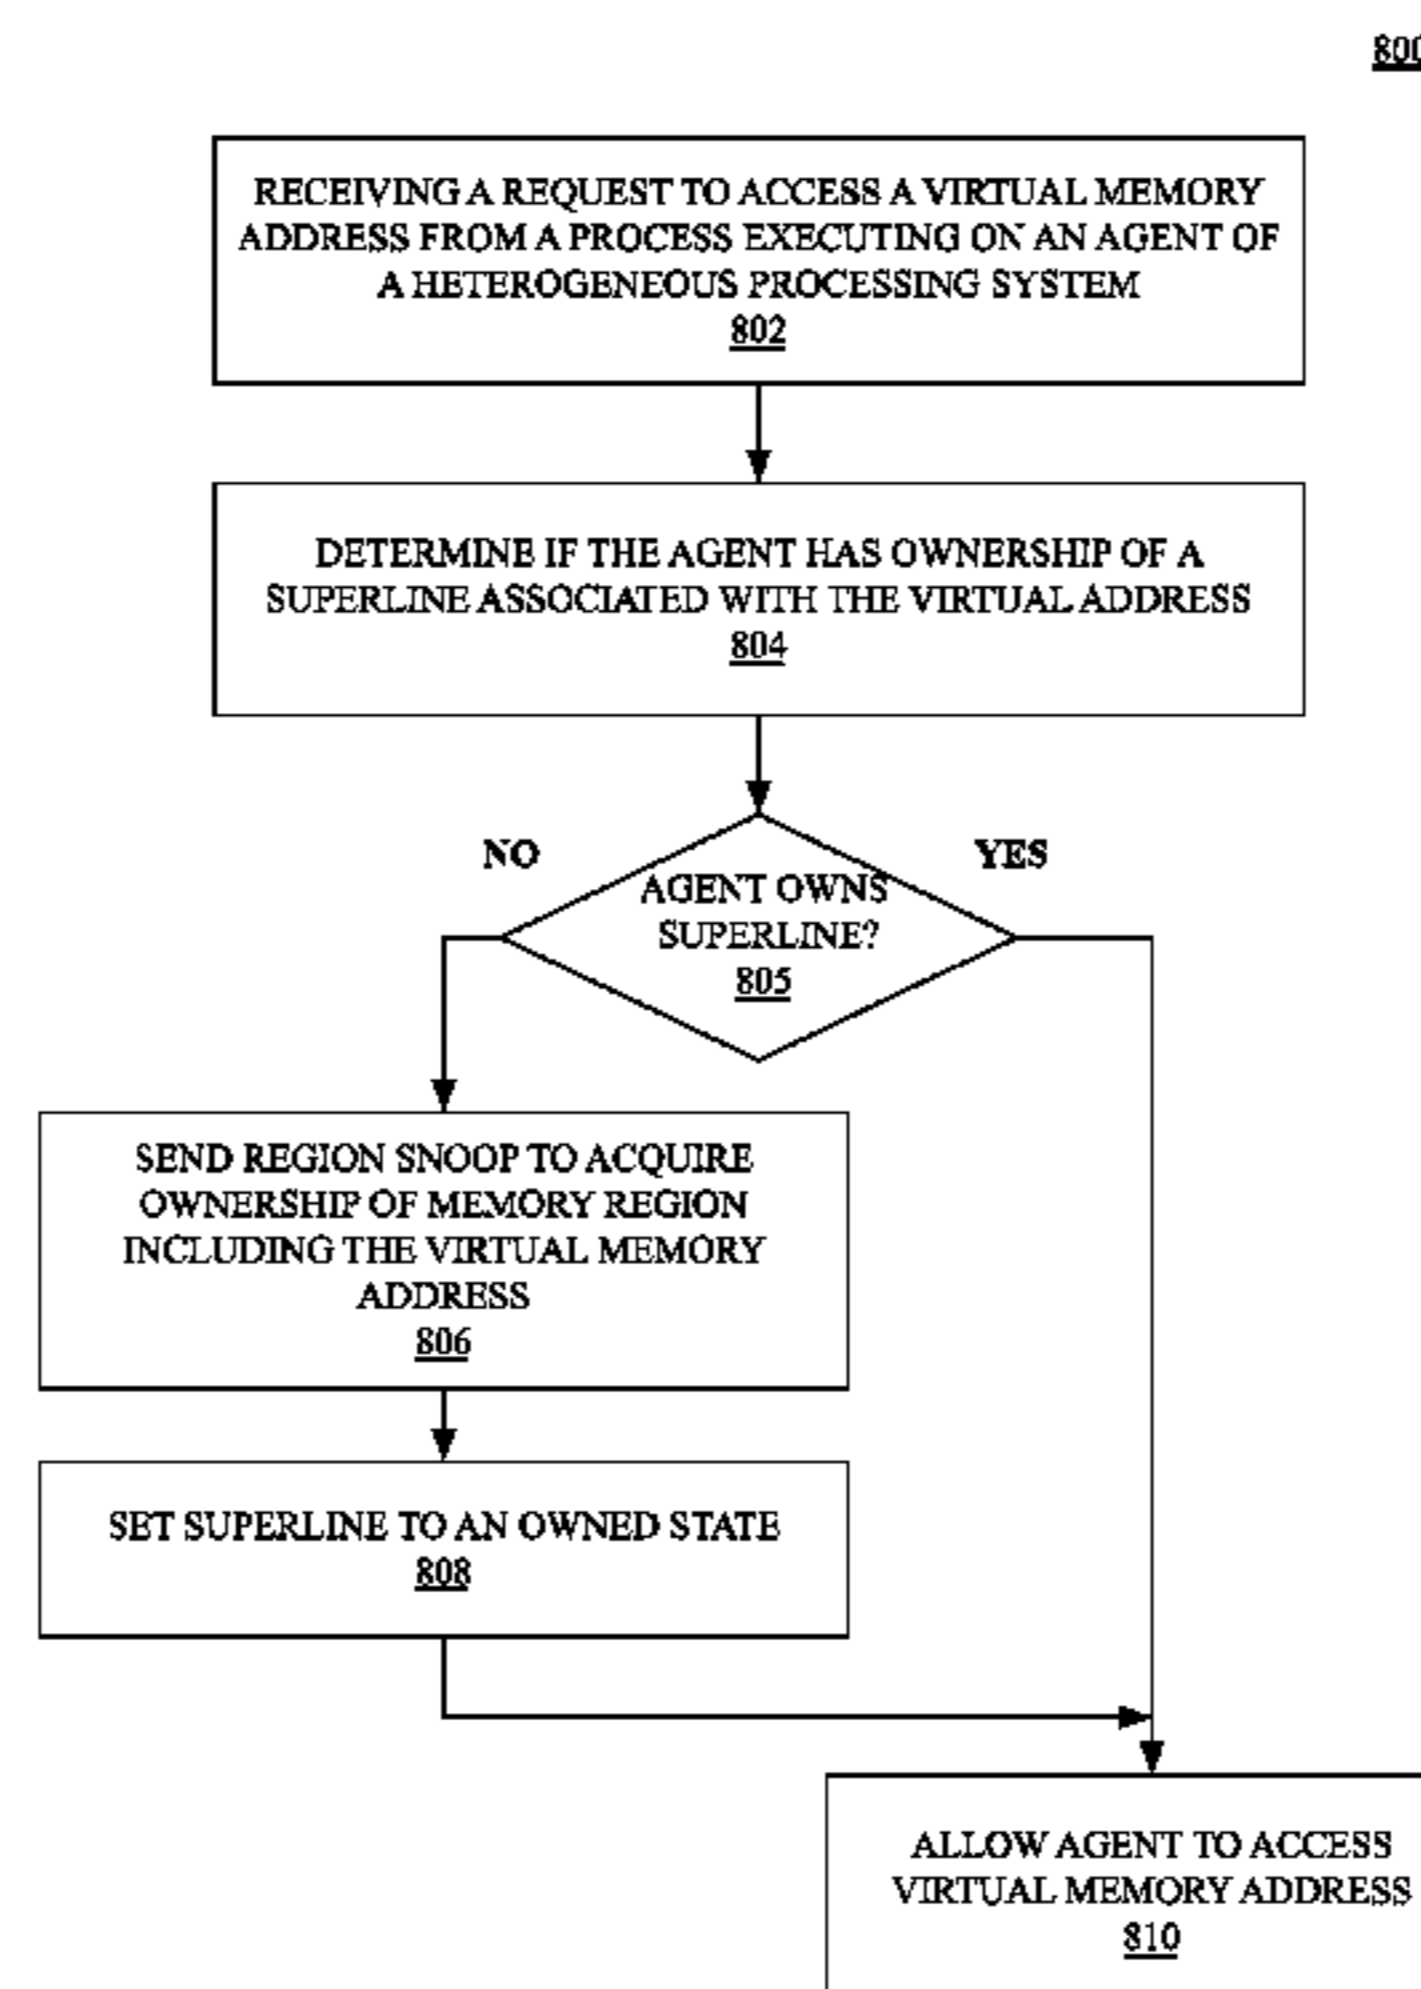 800
RECEIVING A REQUEST TO ACCESS A VIRTUAL MEMORY
ADDRESS FROM A PROCESS EXECUTING ON AN AGENT OF
A HETEROGENEOUS PROCESSING SYSTEM
802
DETERMINE IF THE AGENT HAS OWNERSHIP OF A
SUPERLINE ASSOCIATED WITH THE VIRTUAL ADDRESS
804
NO
YES
AGENT OWNS
SUPERLINE?
805
SEND REGION SNOOP TO ACQUIRE
OWNERSHIP OF MEMORY REGION
INCLUDING THE VIRTUAL MEMORY
ADDRESS
806
SET SUPERLINE TO AN OWNED STATE
808
ALLOW AGENT TO ACCESS
VIRTUAL MEMORY ADDRESS
810